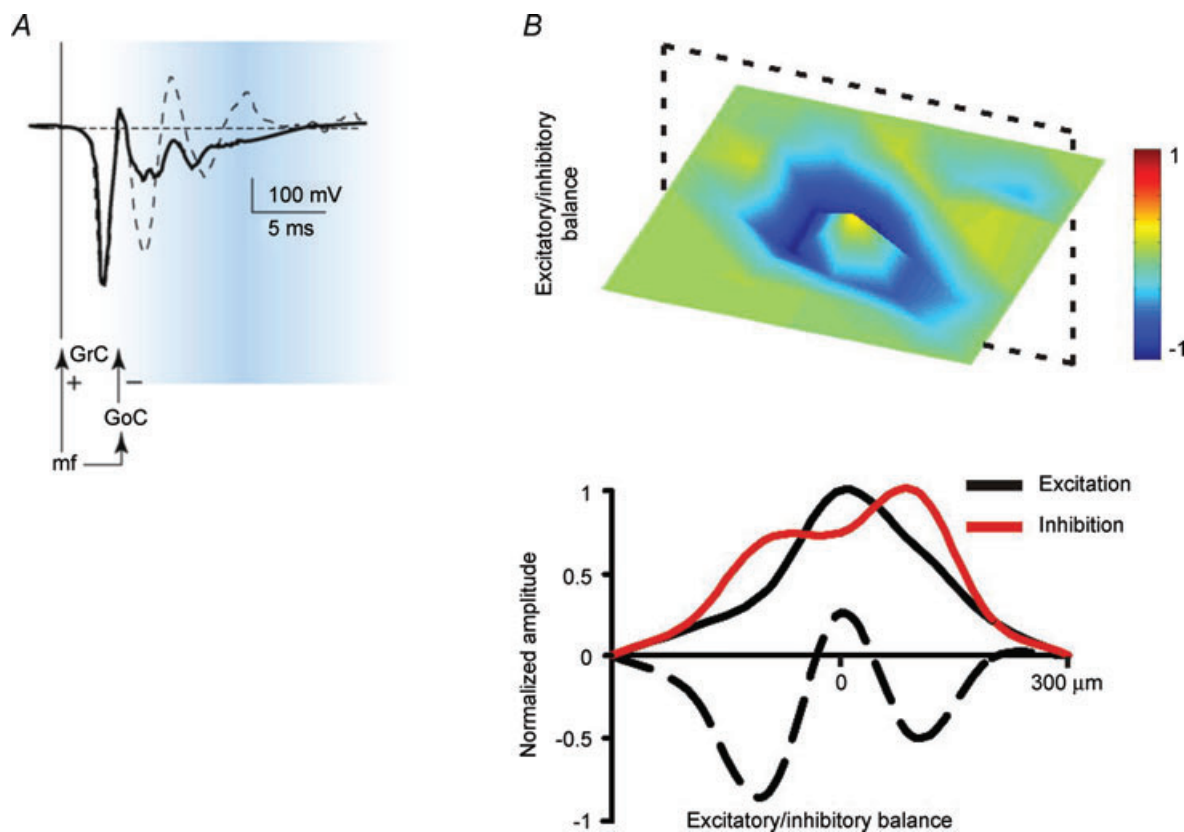 A
100 mV
5 ms
GrC
+
−
GoC
mf
B
Excitatory/inhibitory
balance
1
-1
Excitation
Inhibition
Normalized amplitude
1
0.5
0
-0.5
-1
0
300 μm
Excitatory/inhibitory balance